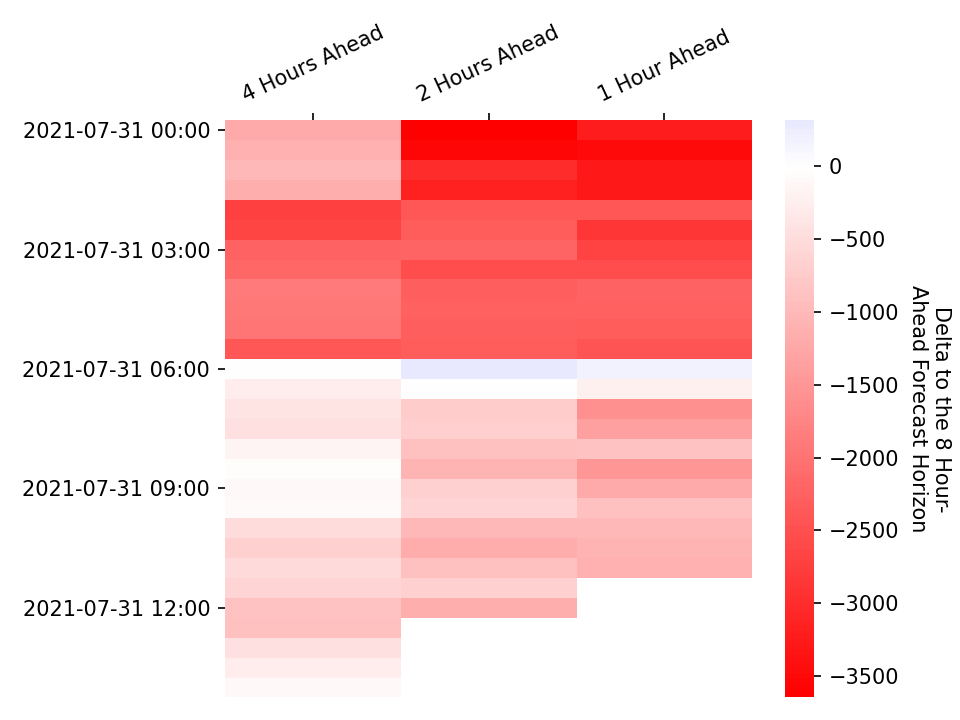 4 Hours Ahead
2 Hours Ahead
1 Hour Ahead
2021-07-31 00:00
2021-07-31 03:00
2021-07-31 06:00
2021-07-31 09:00
2021-07-31 12:00
0
−500
−1000
−1500
−2000
−2500
−3000
−3500
Delta to the 8 Hour-
Ahead Forecast Horizon